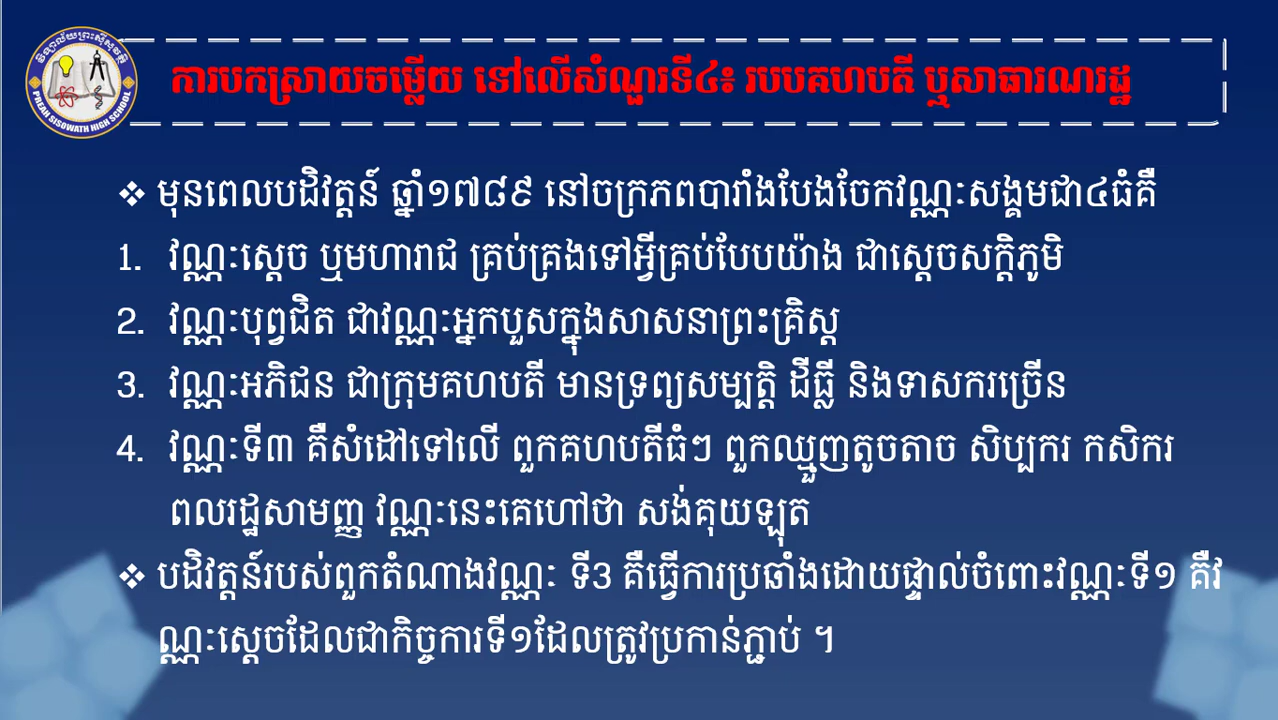 វិទ្យាល័យព្រះស៊ីសុវត្ថិ
PREAH SISOWATH HIGH SCHOOL
ការបកស្រាយចម្លើយ ទៅលើសំណួរទី៤៖ របបគហបតី ឬសាធារណរដ្ឋ
❖ មុនពេលបដិវត្តន៍ ឆ្នាំ១៧៨៩ នៅចក្រភពបារាំងបែងចែកវណ្ណៈសង្គមជា៤ធំគឺ
1. វណ្ណៈស្តេច ឬមហារាជ គ្រប់គ្រងទៅអ្វីគ្រប់បែបយ៉ាង ជាស្តេចសក្តិភូមិ
2. វណ្ណៈបុព្វជិត ជាវណ្ណៈអ្នកបួសក្នុងសាសនាព្រះគ្រិស្ត
3. វណ្ណៈអភិជន ជាក្រុមគហបតី មានទ្រព្យសម្បត្តិ ដីធ្លី និងទាសករច្រើន
4. វណ្ណៈទី៣ គឺសំដៅទៅលើ ពួកគហបតីធំៗ ពួកឈ្មួញតូចតាច សិប្បករ កសិករ
ពលរដ្ឋសាមញ្ញ វណ្ណៈនេះគេហៅថា សង់គុយឡុត
❖ បដិវត្តន៍របស់ពួកតំណាងវណ្ណៈ ទី3 គឺធ្វើការប្រឆាំងដោយផ្ទាល់ចំពោះវណ្ណៈទី១ គឺវ
ណ្ណៈស្តេចដែលជាកិច្ចការទី១ដែលត្រូវប្រកាន់ភ្ជាប់ ។